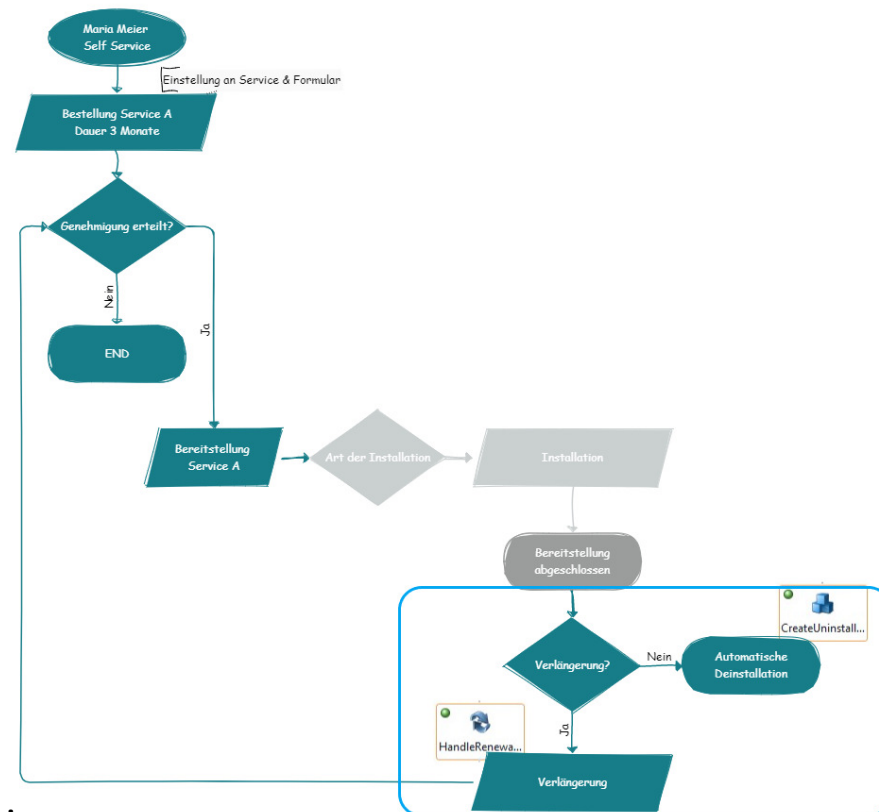 Maria Meier
Self Service
Einstellung an Service & Formular
Bestellung Service A
Dauer 3 Monate
Genehmigung erteilt?
Nein
Ja
END
Bereitstellung
Service A
Art der Installation
Installation
Bereitstellung
abgeschlossen
CreateUninstall...
Verlängerung?
Nein
Automatische
Deinstallation
Ja
HandleRenewa...
Verlängerung